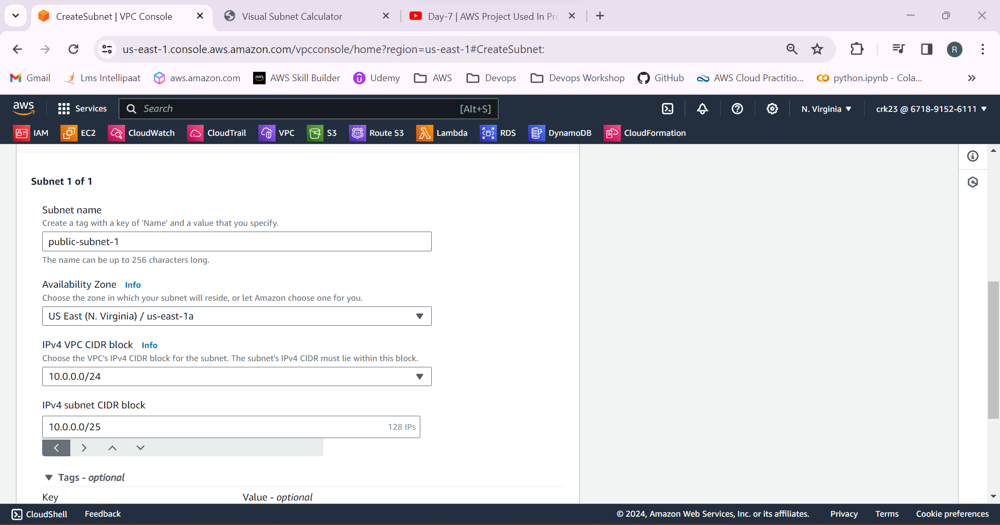 CreateSubnet | VPC Console
Visual Subnet Calculator
Day-7 | AWS Project Used In Pro
us-east-1.console.aws.amazon.com/vpcconsole/home?region=us-east-1#CreateSubnet:
R
Gmail
Lms Intellipaat
aws.amazon.com
aws
AWS Skill Builder
Udemy
AWS
Devops
Devops Workshop
GitHub
AWS Cloud Practitio...
python.ipynb - Cola...
aws
Services
Search
[Alt+S]
N. Virginia
crk23 @ 6718-9152-6111
IAM
EC2
CloudWatch
CloudTrail
VPC
S3
53
Route 53
Lambda
RDS
DynamoDB
CloudFormation
Subnet 1 of 1
Subnet name
Create a tag with a key of 'Name' and a value that you specify.
public-subnet-1
The name can be up to 256 characters long.
Availability Zone Info
Choose the zone in which your subnet will reside, or let Amazon choose one for you.
US East (N. Virginia) / us-east-1a
IPv4 VPC CIDR block Info
Choose the VPC's IPv4 CIDR block for the subnet. The subnet's IPv4 CIDR must lie within this block.
10.0.0.0/24
IPv4 subnet CIDR block
10.0.0.0/25
128 IPs
Tags - optional
Key
Value - optional
CloudShell
Feedback
© 2024, Amazon Web Services, Inc. or its affiliates.
Privacy
Terms
Cookie preferences